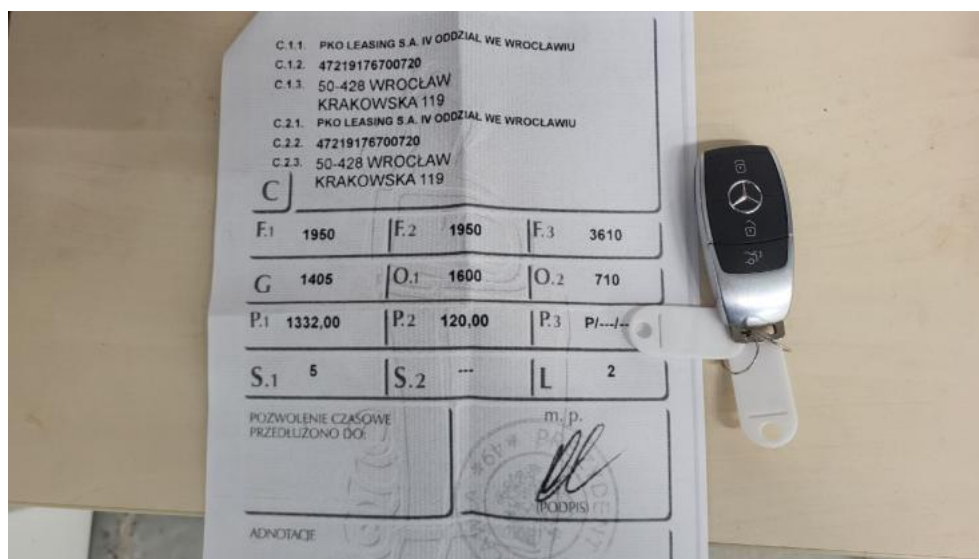 C.1.1. PKO LEASING S.A. IV ODDZIAŁ WE WROCŁAWIU
C.1.2. 47219176700720
C.1.3. 50-428 WROCŁAW
KRAKOWSKA 119
C.2.1. PKO LEASING S.A. IV ODDZIAŁ WE WROCŁAWIU
C.2.2. 47219176700720
C.2.3. 50-428 WROCŁAW
KRAKOWSKA 119
C
F.1 1950 F.2 1950 F.3 3610
G 1405 O.1 1600 O.2 710
P.1 1332,00 P.2 120,00 P.3 P/---/--
S.1 5 S.2 --- L 2
POZWOLENIE CZASOWE
PRZEDŁUŻONO DO:
m. p.
(PODPIS)
ADNOTACJE